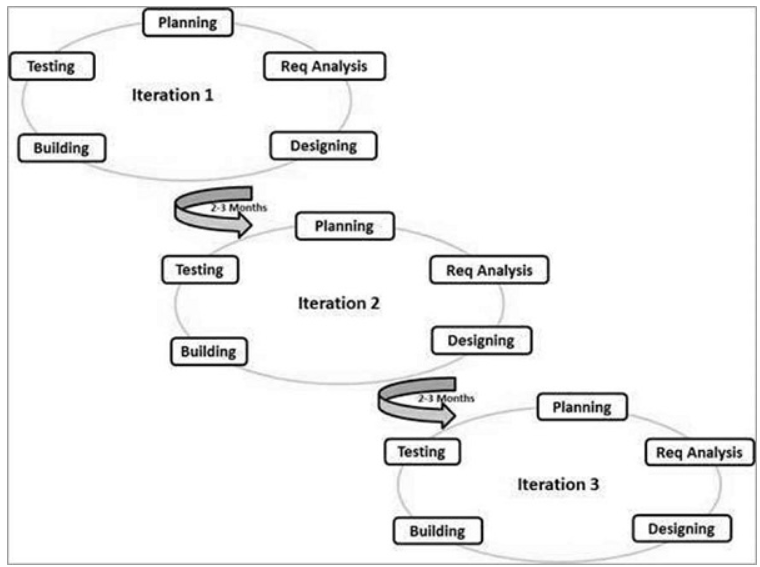 Planning
Testing
Req Analysis
Iteration 1
Building
Designing
2-3 Months
Planning
Testing
Req Analysis
Iteration 2
Building
Designing
2-3 Months
Planning
Testing
Req Analysis
Iteration 3
Building
Designing